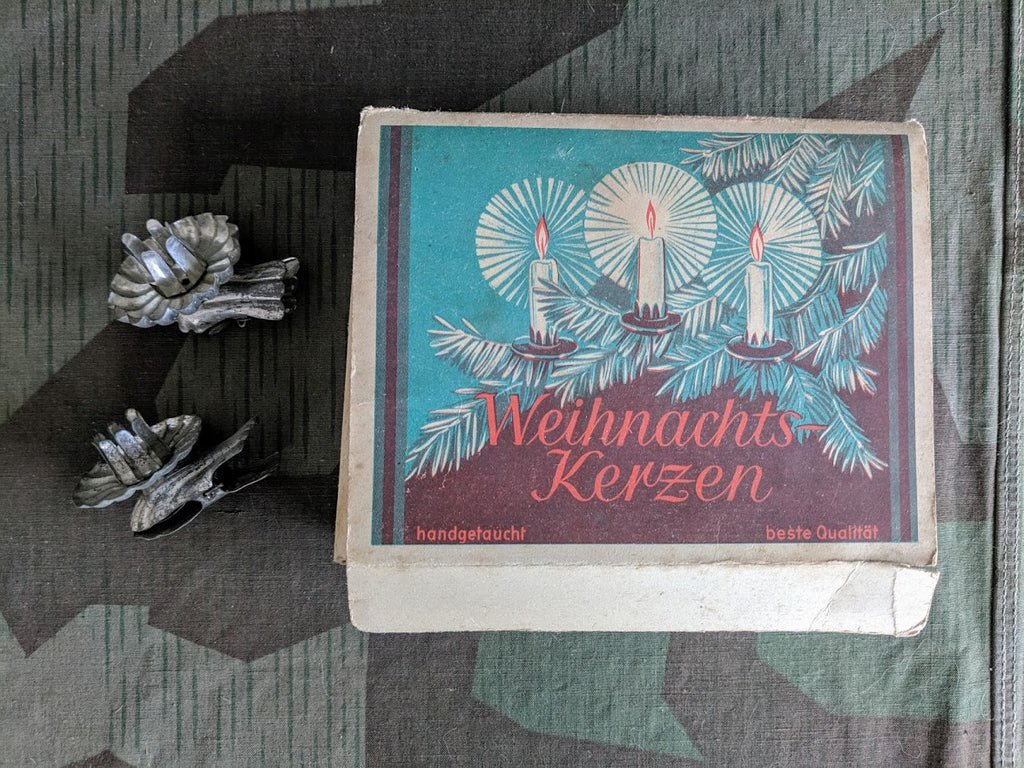 Weihnachts-
Kerzen
handgetaucht beste Qualität